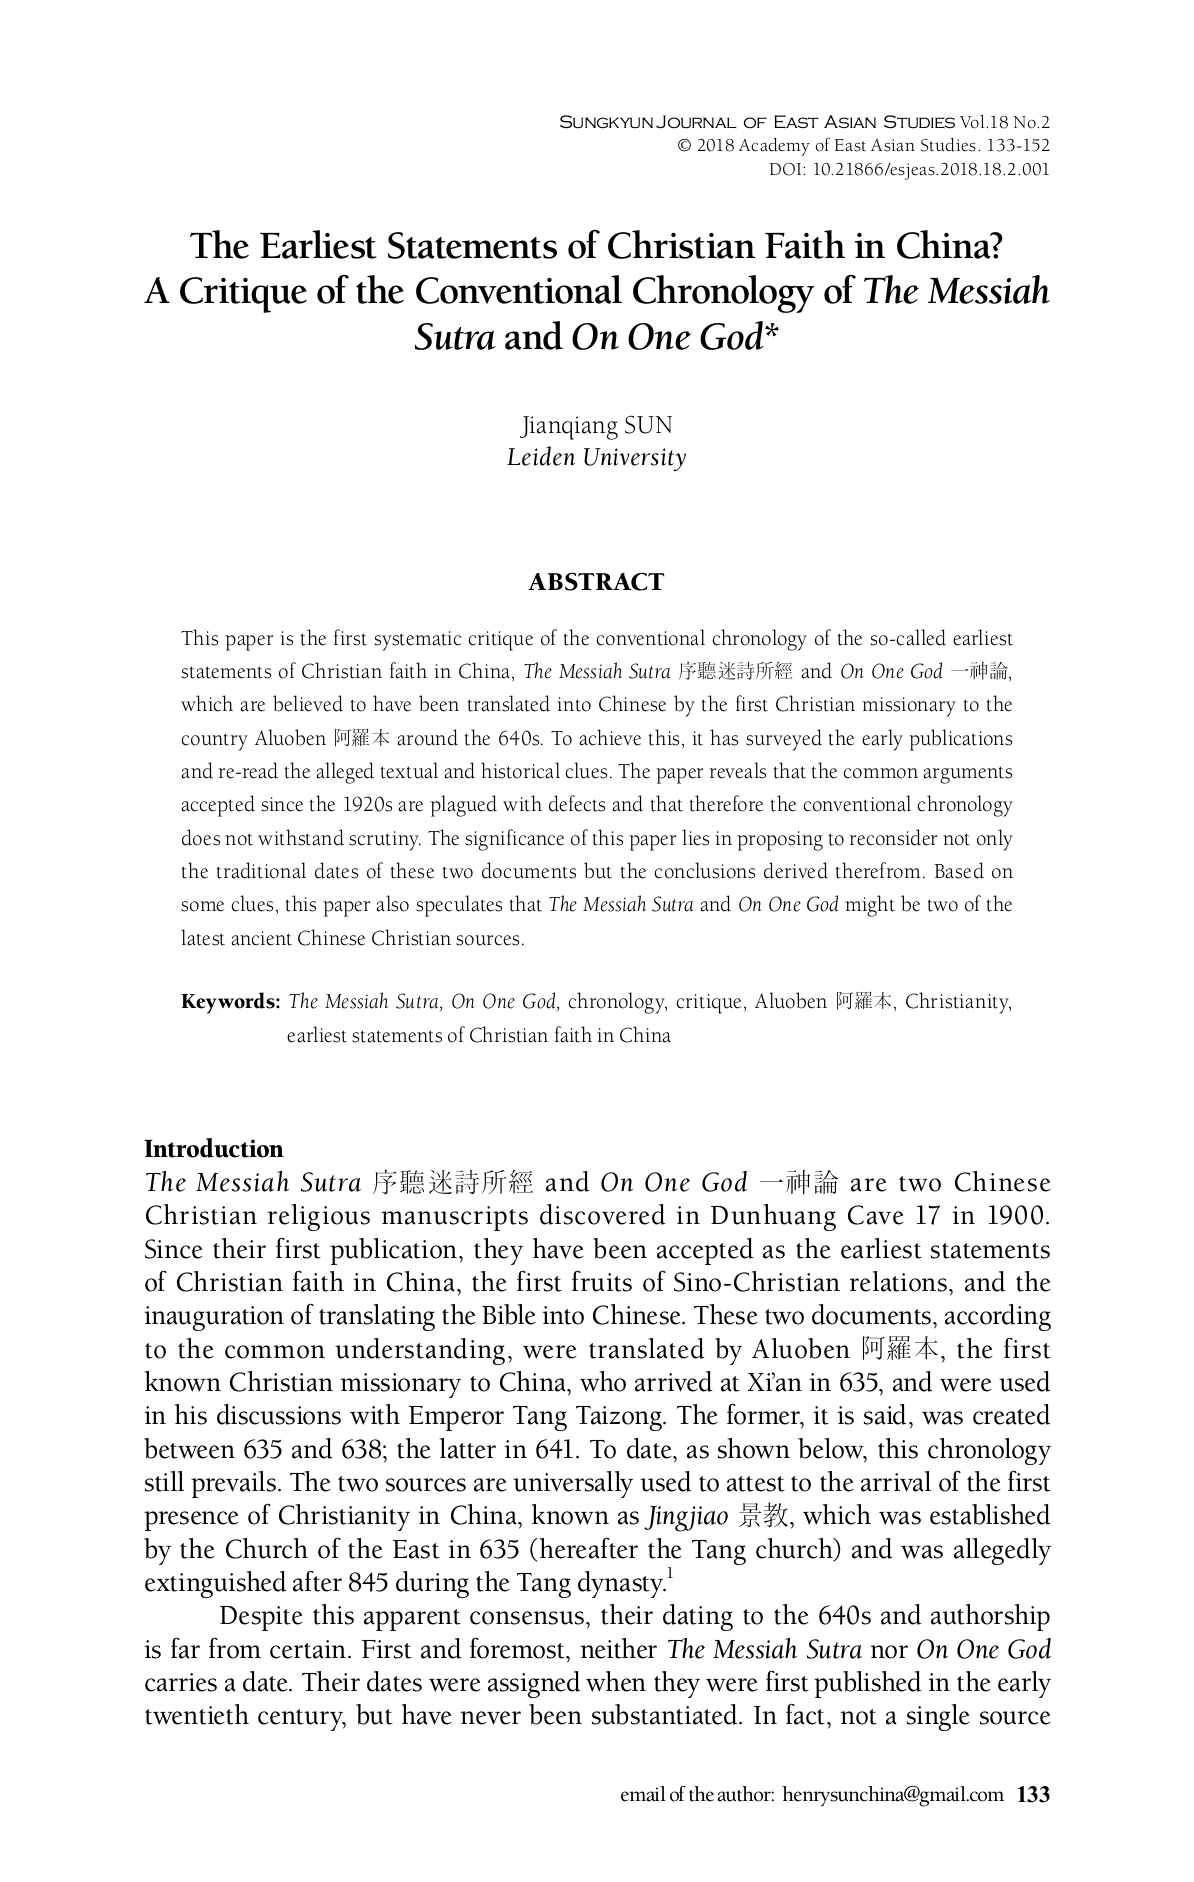 SUNGKYUN JOURNAL OF EAST ASIAN STUDIES Vol.18 No.2
© 2018 Academy of East Asian Studies. 133-152
DOI: 10.21866/esjeas.2018.18.2.001
The Earliest Statements of Christian Faith in China?
A Critique of the Conventional Chronology of The Messiah
Sutra and On One God*
Jianqiang SUN
Leiden University
ABSTRACT
This paper is the first systematic critique of the conventional chronology of the so-called earliest
statements of Christian faith in China, The Messiah Sutra 序聽迷詩所經 and On One God 一神論,
which are believed to have been translated into Chinese by the first Christian missionary to the
country Aluoben 阿羅本 around the 640s. To achieve this, it has surveyed the early publications
and re-read the alleged textual and historical clues. The paper reveals that the common arguments
accepted since the 1920s are plagued with defects and that therefore the conventional chronology
does not withstand scrutiny. The significance of this paper lies in proposing to reconsider not only
the traditional dates of these two documents but the conclusions derived therefrom. Based on
some clues, this paper also speculates that The Messiah Sutra and On One God might be two of the
latest ancient Chinese Christian sources.
Keywords: The Messiah Sutra, On One God, chronology, critique, Aluoben 阿羅本, Christianity,
earliest statements of Christian faith in China
Introduction
The Messiah Sutra 序聽迷詩所經 and On One God 一神論 are two Chinese
Christian religious manuscripts discovered in Dunhuang Cave 17 in 1900.
Since their first publication, they have been accepted as the earliest statements
of Christian faith in China, the first fruits of Sino-Christian relations, and the
inauguration of translating the Bible into Chinese. These two documents, according
to the common understanding, were translated by Aluoben 阿羅本, the first
known Christian missionary to China, who arrived at Xi'an in 635, and were used
in his discussions with Emperor Tang Taizong. The former, it is said, was created
between 635 and 638; the latter in 641. To date, as shown below, this chronology
still prevails. The two sources are universally used to attest to the arrival of the first
presence of Christianity in China, known as Jingjiao 景教, which was established
by the Church of the East in 635 (hereafter the Tang church) and was allegedly
extinguished after 845 during the Tang dynasty.1
Despite this apparent consensus, their dating to the 640s and authorship
is far from certain. First and foremost, neither The Messiah Sutra nor On One God
carries a date. Their dates were assigned when they were first published in the early
twentieth century, but have never been substantiated. In fact, not a single source
email of the author: henrysunchina@gmail.com 133